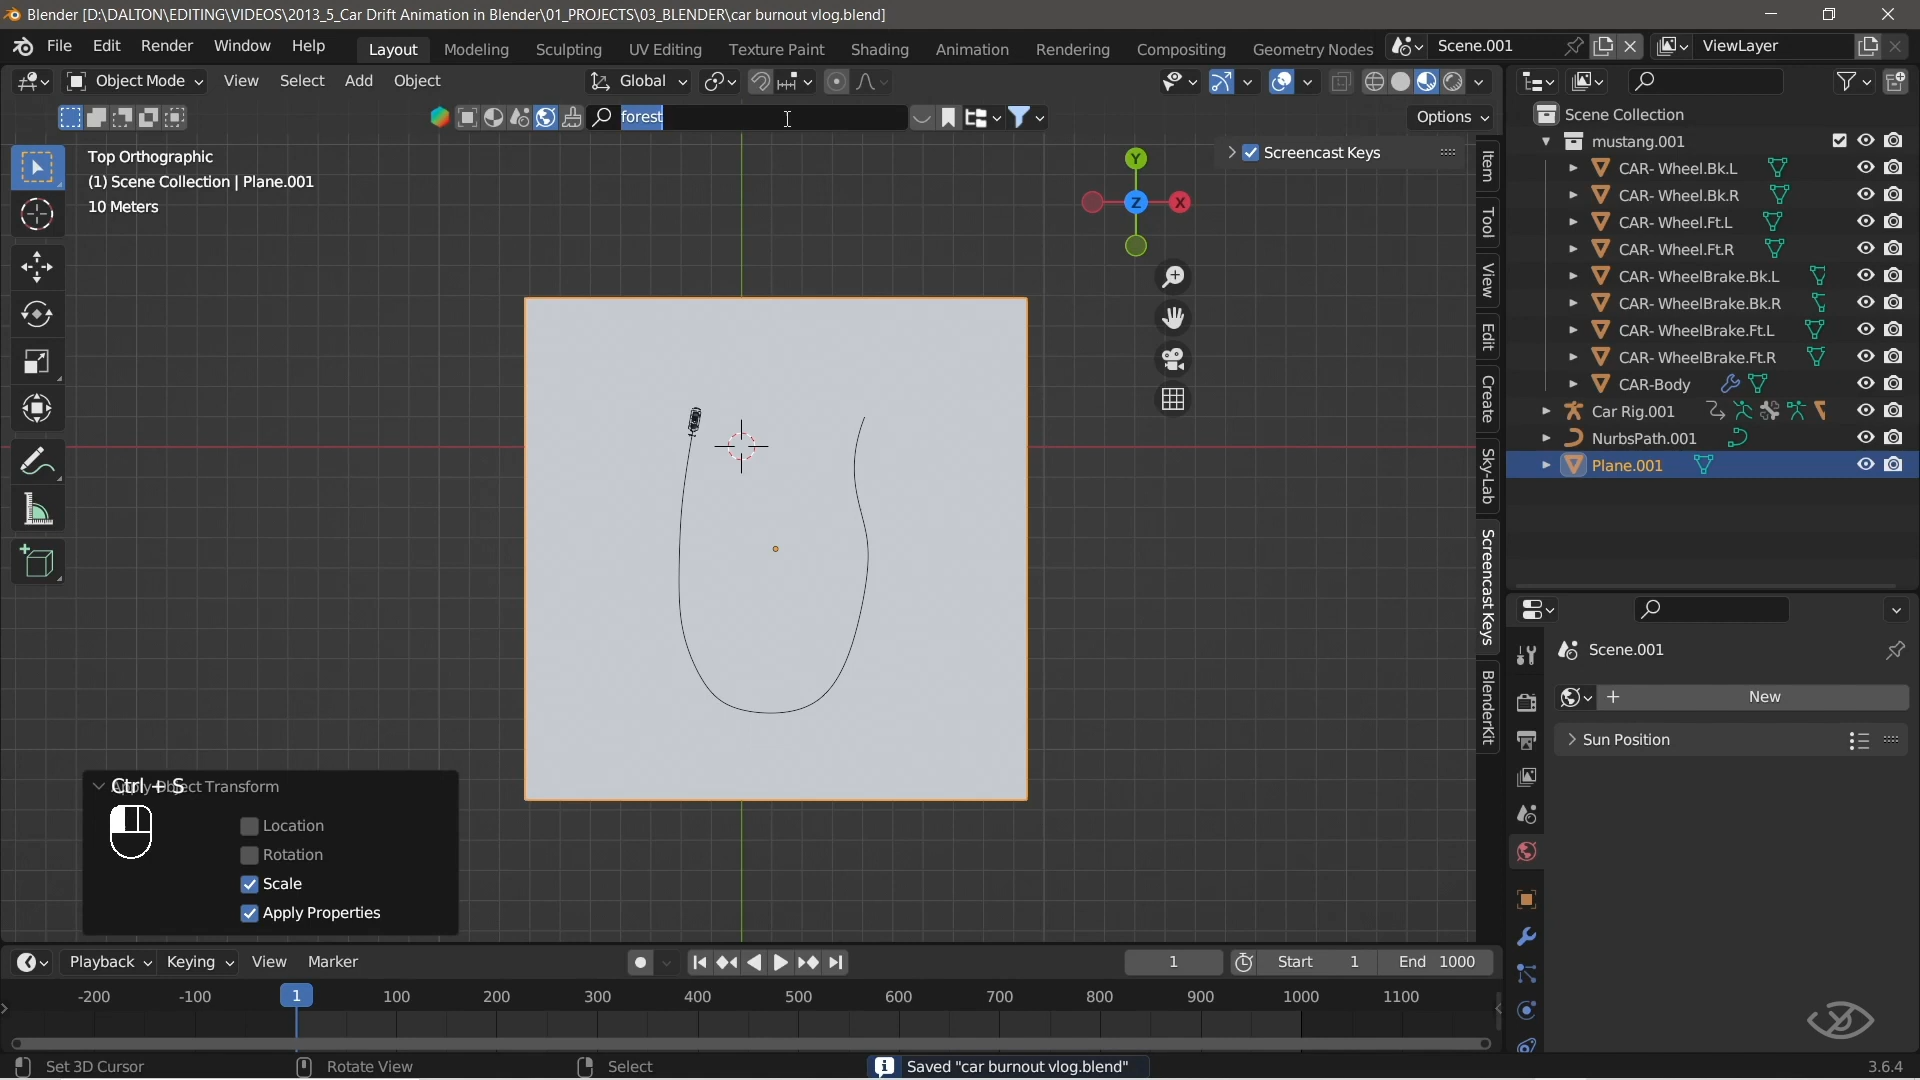 Blender [D:\DALTON\EDITING\VIDEOS\2013_5_Car Drift Animation in Blender\01_PROJECTS\03_BLENDER\car burnout vlog.blend]
File Edit Render Window Help Layout Modeling Sculpting UV Editing Texture Paint Shading Animation Rendering Compositing Geometry Nodes Scene.001 ViewLayer
Object Mode View Select Add Object Global
forest Options
Top Orthographic
(1) Scene Collection | Plane.001
10 Meters
Screencast Keys
Y
Z
X
Item
Tool
View
Edit
Create
Sky-Lab
Screencast Keys
BlenderKit
Scene Collection
mustang.001
CAR- Wheel.Bk.L
CAR- Wheel.Bk.R
CAR- Wheel.Ft.L
CAR- Wheel.Ft.R
CAR- WheelBrake.Bk.L
CAR- WheelBrake.Bk.R
CAR- WheelBrake.Ft.L
CAR- WheelBrake.Ft.R
CAR-Body
Car Rig.001
NurbsPath.001
Plane.001
Scene.001
New
Sun Position
Apply Object Transform
Ctrl + S
Location
Rotation
Scale
Apply Properties
Playback Keying View Marker 1 Start 1 End 1000
-200 -100 1 100 200 300 400 500 600 700 800 900 1000 1100
Set 3D Cursor Rotate View Select Saved "car burnout vlog.blend" 3.6.4